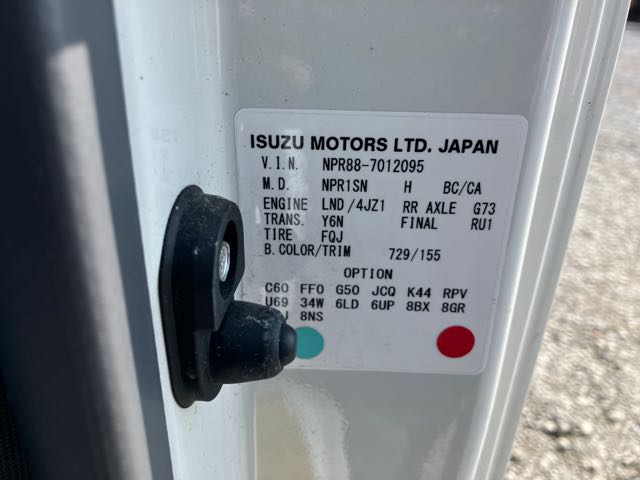 ISUZU MOTORS LTD. JAPAN
V.I.N. NPR88-7012095
M.D. NPR1SN H BC/CA
ENGINE LND /4JZ1 RR AXLE G73
TRANS. Y6N FINAL RU1
TIRE FQJ
B. COLOR/TRIM 729/155
OPTION
C60 FF0 G50 JCQ K44 RPV
U69 34W 6LD 6UP 8BX 8GR
8NS